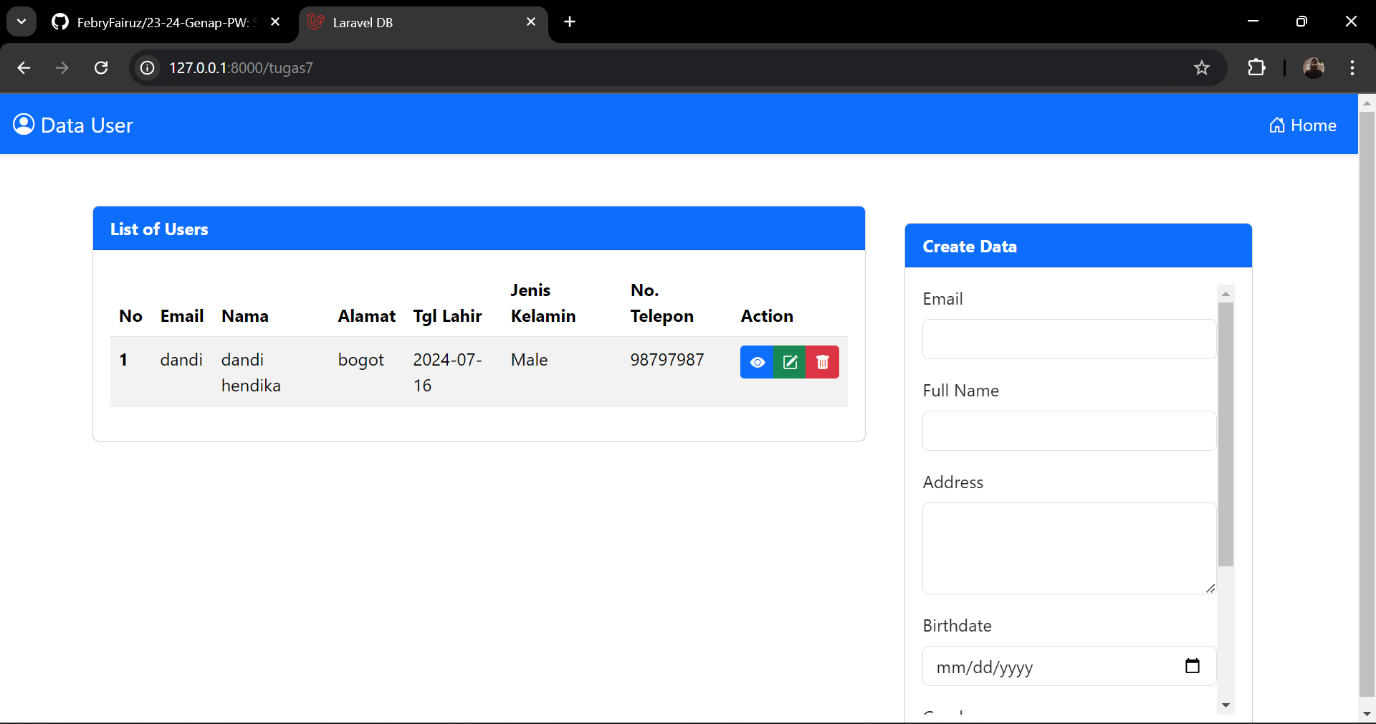 FebryFairuz/23-24-Genap-PW:
Laravel DB
127.0.0.1:8000/tugas7
Data User
Home
List of Users
No Email Nama Alamat Tgl Lahir Jenis Kelamin No. Telepon Action
1 dandi dandi hendika bogot 2024-07-16 Male 98797987
Create Data
Email
Full Name
Address
Birthdate
mm/dd/yyyy